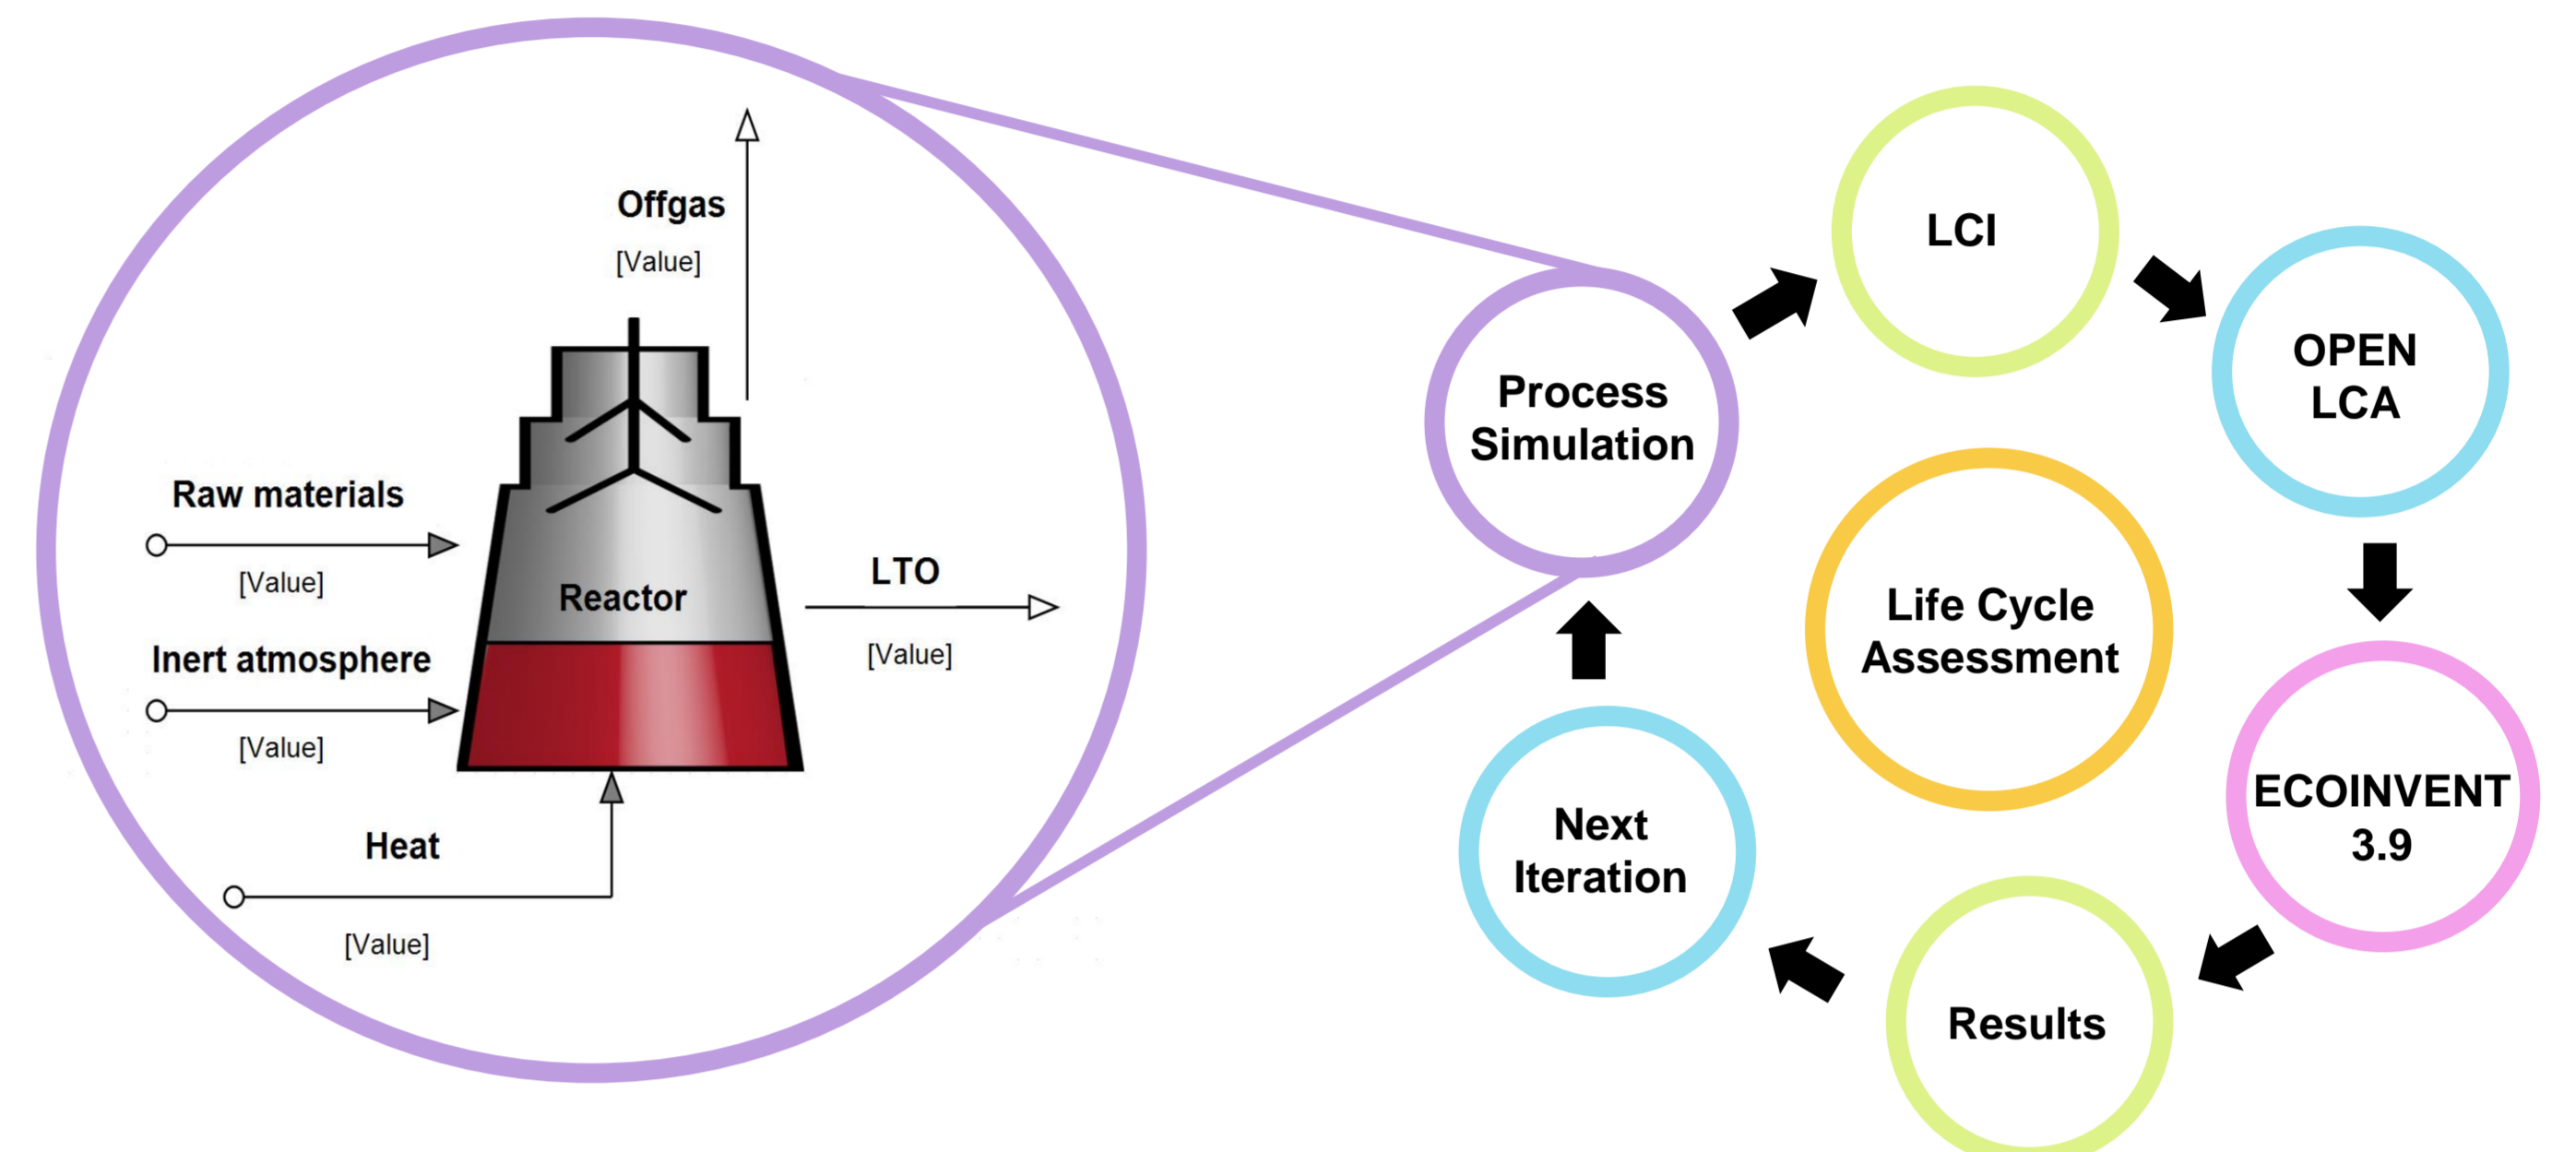 Offgas
[Value]
Raw materials
[Value]
Reactor
LTO
[Value]
Inert atmosphere
[Value]
Heat
[Value]
Process
Simulation
LCI
OPEN
LCA
Life Cycle
Assessment
ECOINVENT
3.9
Next
Iteration
Results